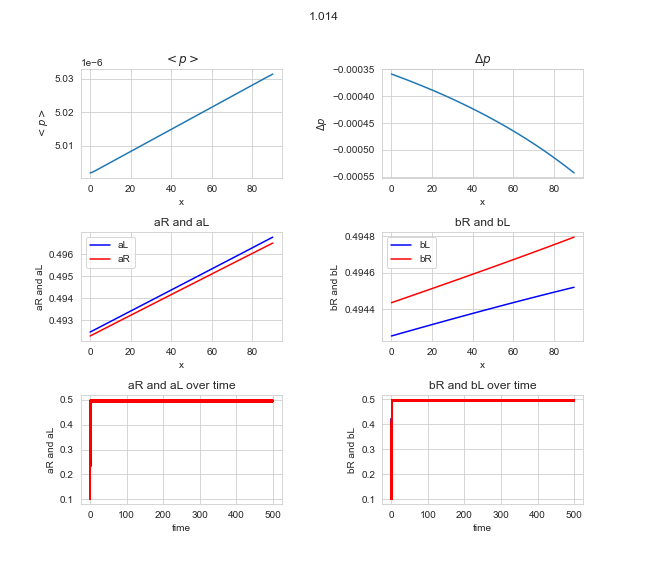 1.014
< p >
Δp
1e−6
5.03
5.02
5.01
< p >
0 20 40 60 80
x
−0.00035
−0.00040
−0.00045
−0.00050
−0.00055
Δp
0 20 40 60 80
x
aR and aL
aL
aR
0.496
0.495
0.494
0.493
aR and aL
0 20 40 60 80
x
bR and bL
bL
bR
0.4948
0.4946
0.4944
bR and bL
0 20 40 60 80
x
aR and aL over time
0.5
0.4
0.3
0.2
0.1
aR and aL
0 100 200 300 400 500
time
bR and bL over time
0.5
0.4
0.3
0.2
0.1
bR and bL
0 100 200 300 400 500
time